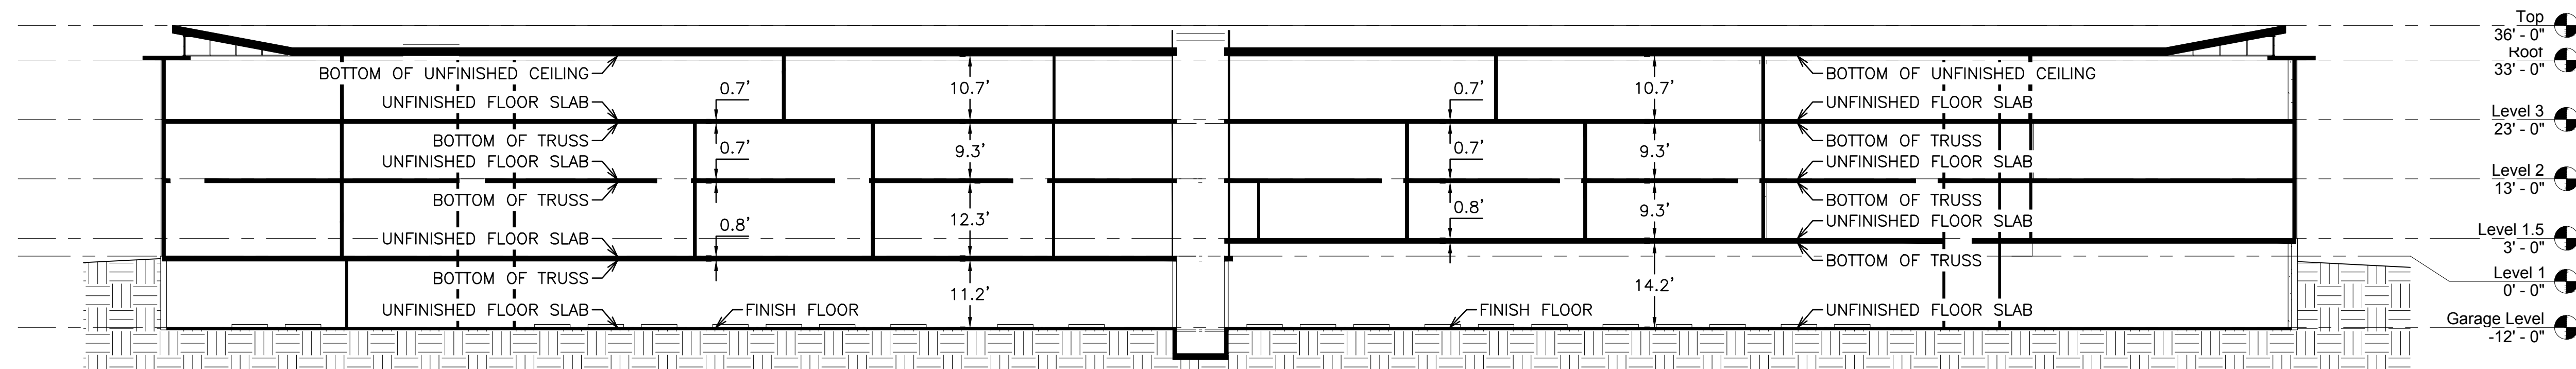 Top
36' - 0"
Roof
33' - 0"
BOTTOM OF UNFINISHED CEILING
BOTTOM OF UNFINISHED CEILING
0.7'
10.7'
0.7'
10.7'
UNFINISHED FLOOR SLAB
UNFINISHED FLOOR SLAB
Level 3
23' - 0"
BOTTOM OF TRUSS
BOTTOM OF TRUSS
0.7'
9.3'
0.7'
9.3'
UNFINISHED FLOOR SLAB
UNFINISHED FLOOR SLAB
Level 2
13' - 0"
BOTTOM OF TRUSS
BOTTOM OF TRUSS
0.8'
12.3'
0.8'
9.3'
UNFINISHED FLOOR SLAB
UNFINISHED FLOOR SLAB
Level 1.5
3' - 0"
BOTTOM OF TRUSS
BOTTOM OF TRUSS
Level 1
0' - 0"
11.2'
14.2'
UNFINISHED FLOOR SLAB
FINISH FLOOR
FINISH FLOOR
UNFINISHED FLOOR SLAB
Garage Level
-12' - 0"